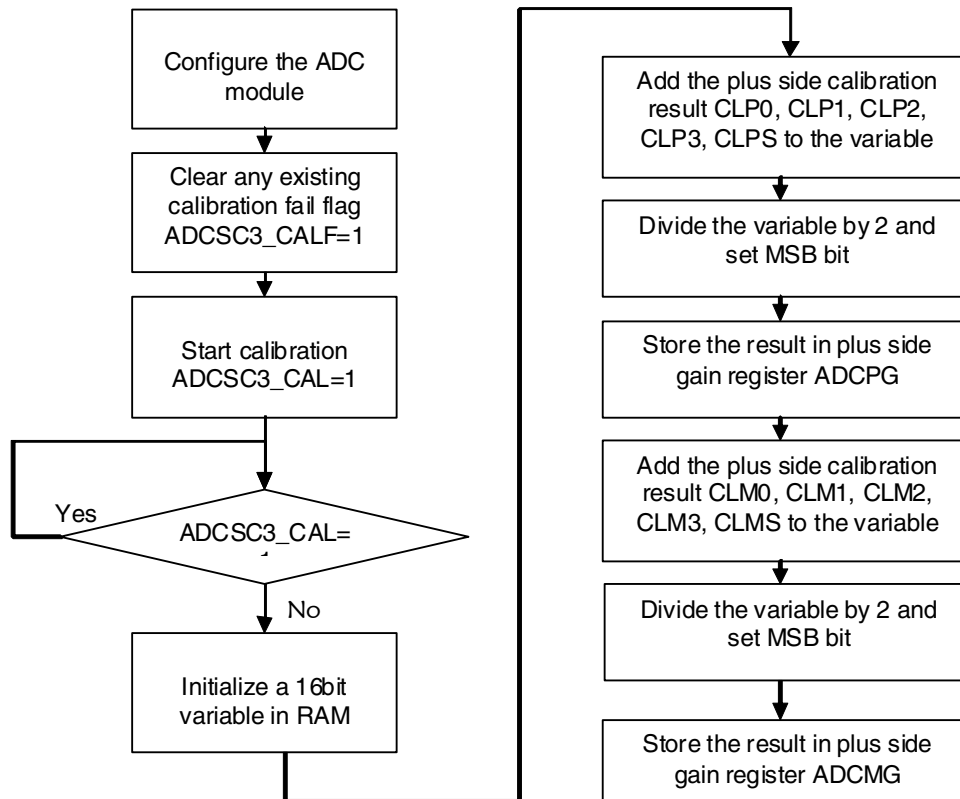 Configure the ADC
module
Clear any existing
calibration fail flag
ADCSC3_CALF=1
Start calibration
ADCSC3_CAL=1
Yes
ADCSC3_CAL=
No
Initialize a 16bit
variable in RAM
Add the plus side calibration
result CLP0, CLP1, CLP2,
CLP3, CLPS to the variable
Divide the variable by 2 and
set MSB bit
Store the result in plus side
gain register ADCPG
Add the plus side calibration
result CLM0, CLM1, CLM2,
CLM3, CLMS to the variable
Divide the variable by 2 and
set MSB bit
Store the result in plus side
gain register ADCMG